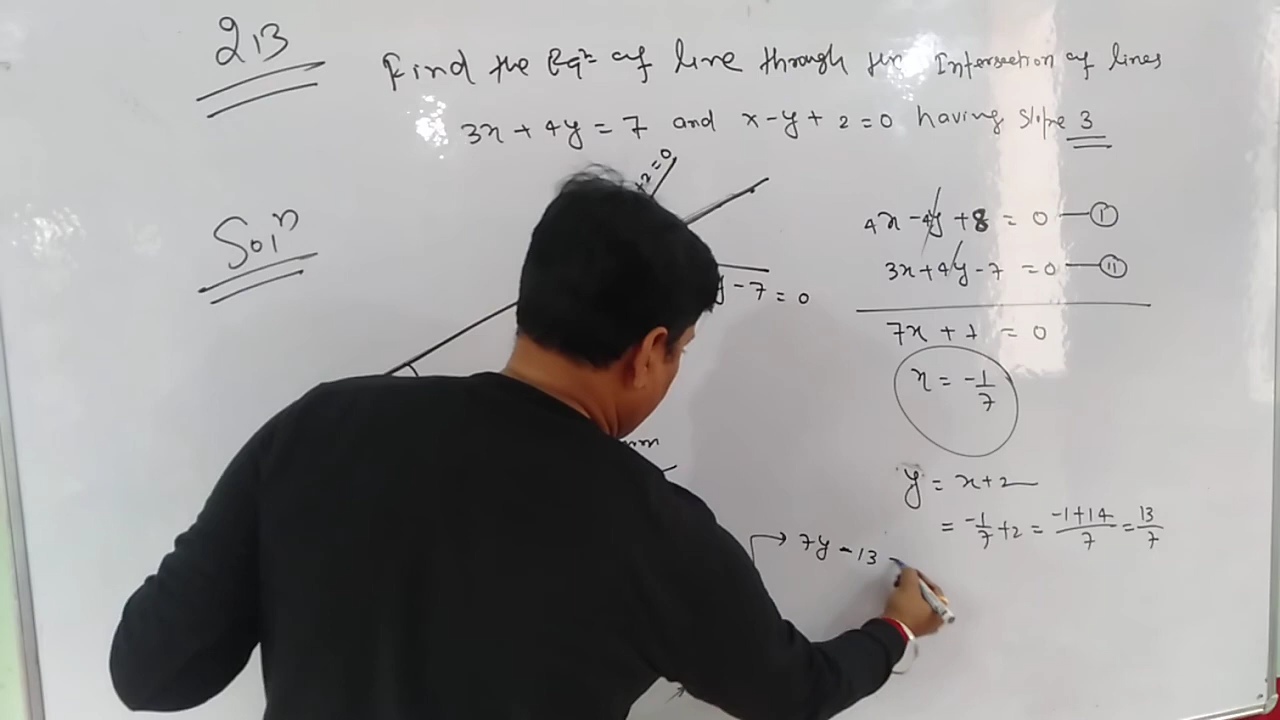 213
Find the Eqⁿ of line through the Intersection of lines
3x + 4y = 7 and x - y + 2 = 0 having slope 3
Solⁿ
+2=0
y - 7 = 0
4x - 4y + 8 = 0 — (I)
3x + 4y - 7 = 0 — (II)
7x + 1 = 0
x = -1/7
y = x + 2
= -1/7 + 2 = (-1+14)/7 = 13/7
→ 7y - 13